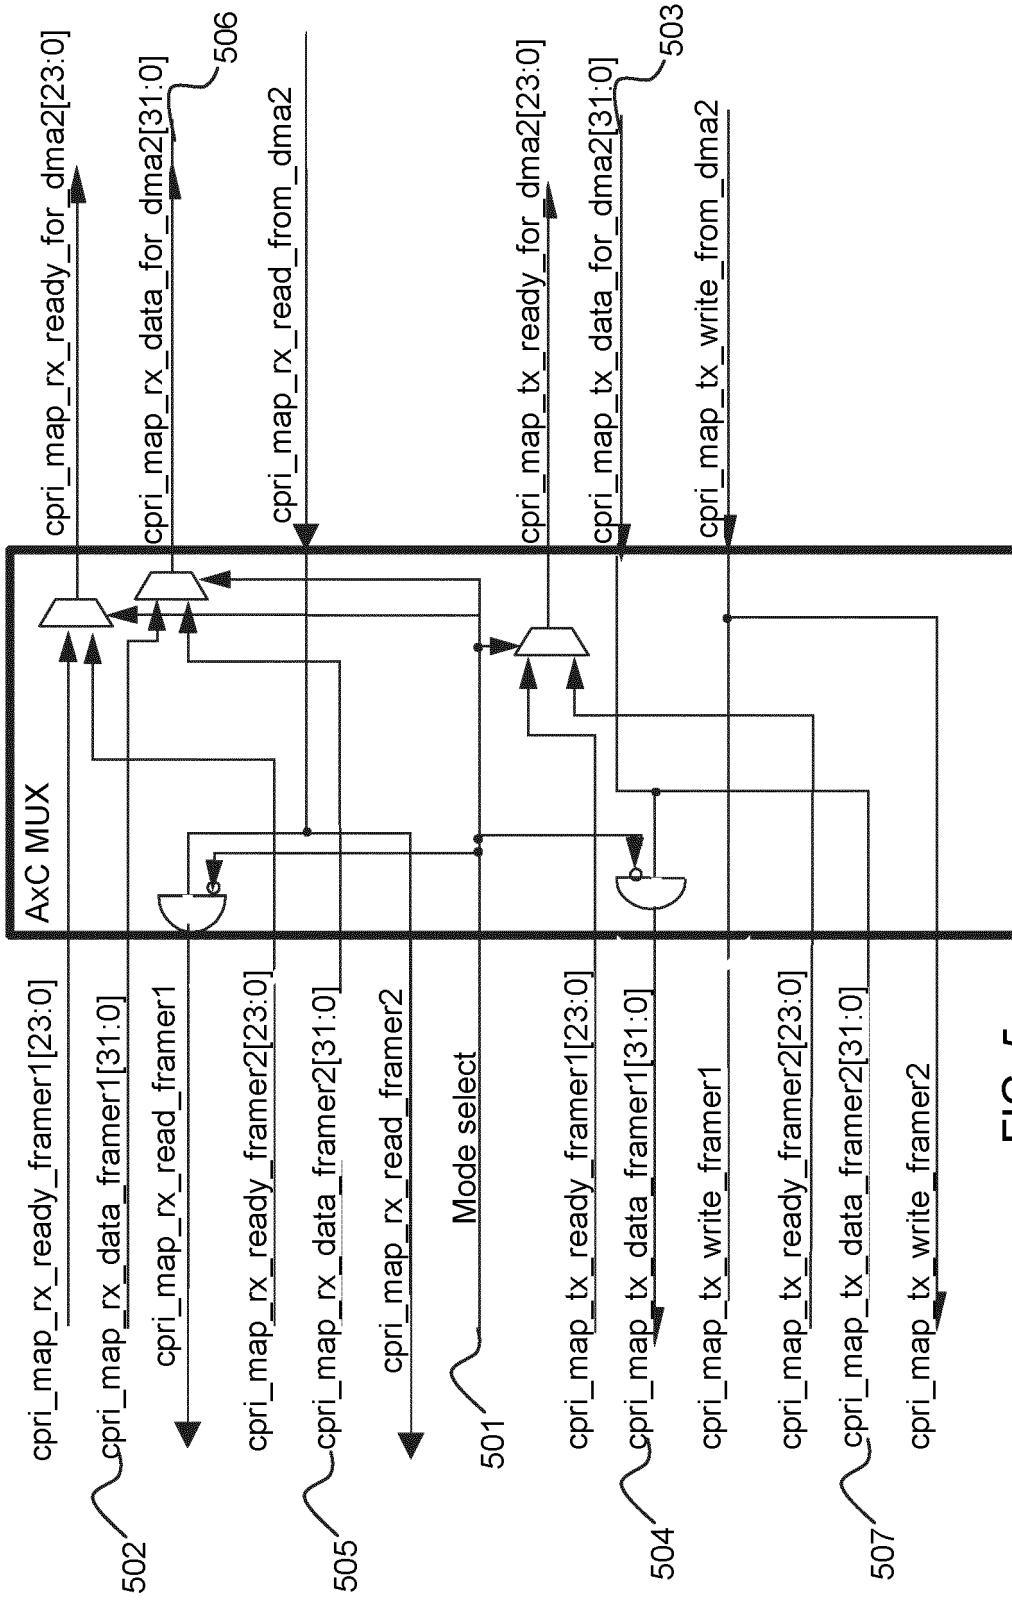 cpri_map_rx_ready_framer1[23:0]
502
cpri_map_rx_data_framer1[31:0]
cpri_map_rx_read_framer1
cpri_map_rx_ready_framer2[23:0]
505
cpri_map_rx_data_framer2[31:0]
cpri_map_rx_read_framer2
Mode select
501
cpri_map_tx_ready_framer1[23:0]
504
cpri_map_tx_data_framer1[31:0]
cpri_map_tx_write_framer1
cpri_map_tx_ready_framer2[23:0]
507
cpri_map_tx_data_framer2[31:0]
cpri_map_tx_write_framer2
AxC MUX
cpri_map_rx_ready_for_dma2[23:0]
cpri_map_rx_data_for_dma2[31:0]
506
cpri_map_rx_read_from_dma2
cpri_map_tx_ready_for_dma2[23:0]
cpri_map_tx_data_for_dma2[31:0]
503
cpri_map_tx_write_from_dma2